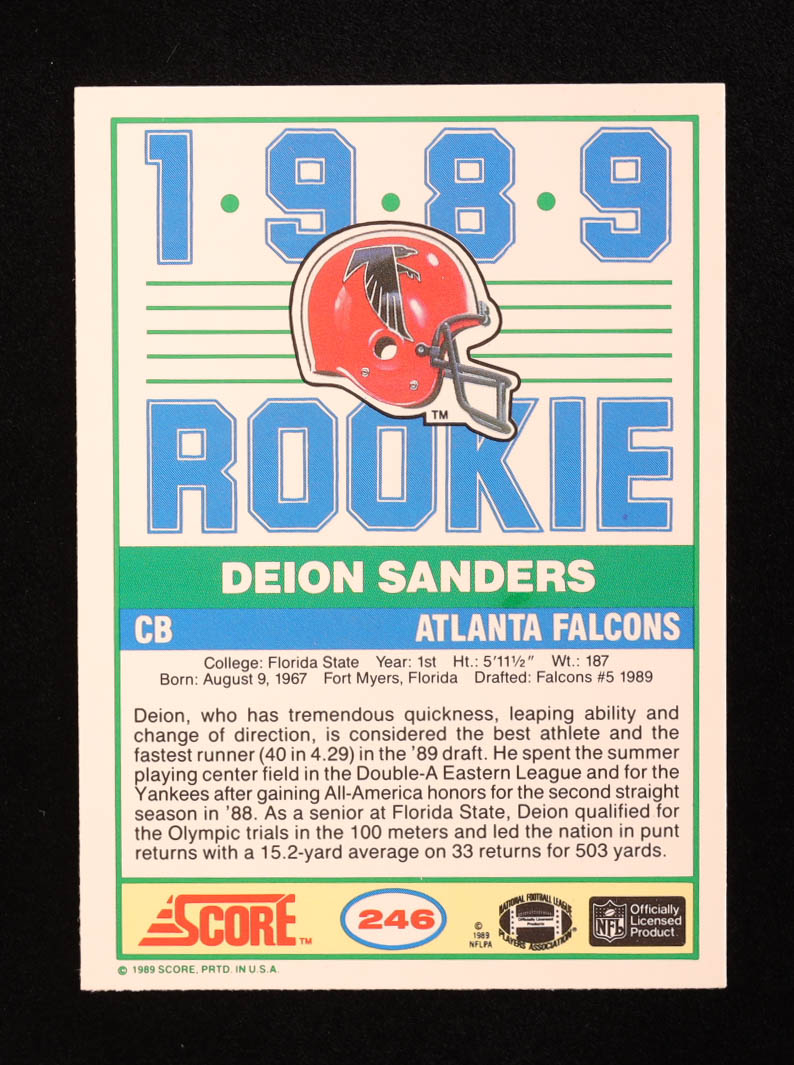 1•9•8•9
TM
ROOKIE
DEION SANDERS
CB ATLANTA FALCONS
College: Florida State Year: 1st Ht.: 5'11½" Wt.: 187
Born: August 9, 1967 Fort Myers, Florida Drafted: Falcons #5 1989
Deion, who has tremendous quickness, leaping ability and
change of direction, is considered the best athlete and the
fastest runner (40 in 4.29) in the '89 draft. He spent the summer
playing center field in the Double-A Eastern League and for the
Yankees after gaining All-America honors for the second straight
season in '88. As a senior at Florida State, Deion qualified for
the Olympic trials in the 100 meters and led the nation in punt
returns with a 15.2-yard average on 33 returns for 503 yards.
SCORE TM
246
©
1989
NFLPA
NATIONAL FOOTBALL LEAGUE
Officially Licensed
Products
PLAYERS ASSOCIATION®
NFL
Officially
Licensed
Product
© 1989 SCORE, PRTD. IN U.S.A.